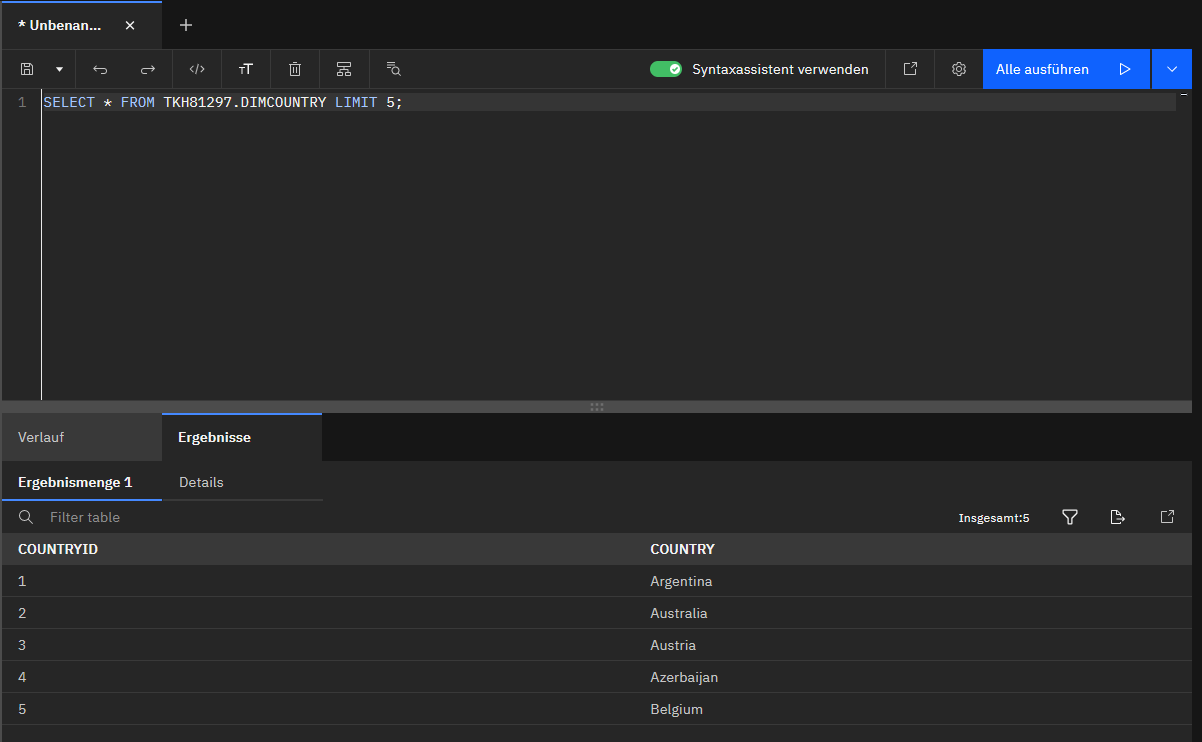 * Unbenan...
Syntaxassistent verwenden
Alle ausführen
1 SELECT * FROM TKH81297.DIMCOUNTRY LIMIT 5;
Verlauf
Ergebnisse
Ergebnismenge 1
Details
Filter table
Insgesamt:5
COUNTRYID COUNTRY
1 Argentina
2 Australia
3 Austria
4 Azerbaijan
5 Belgium